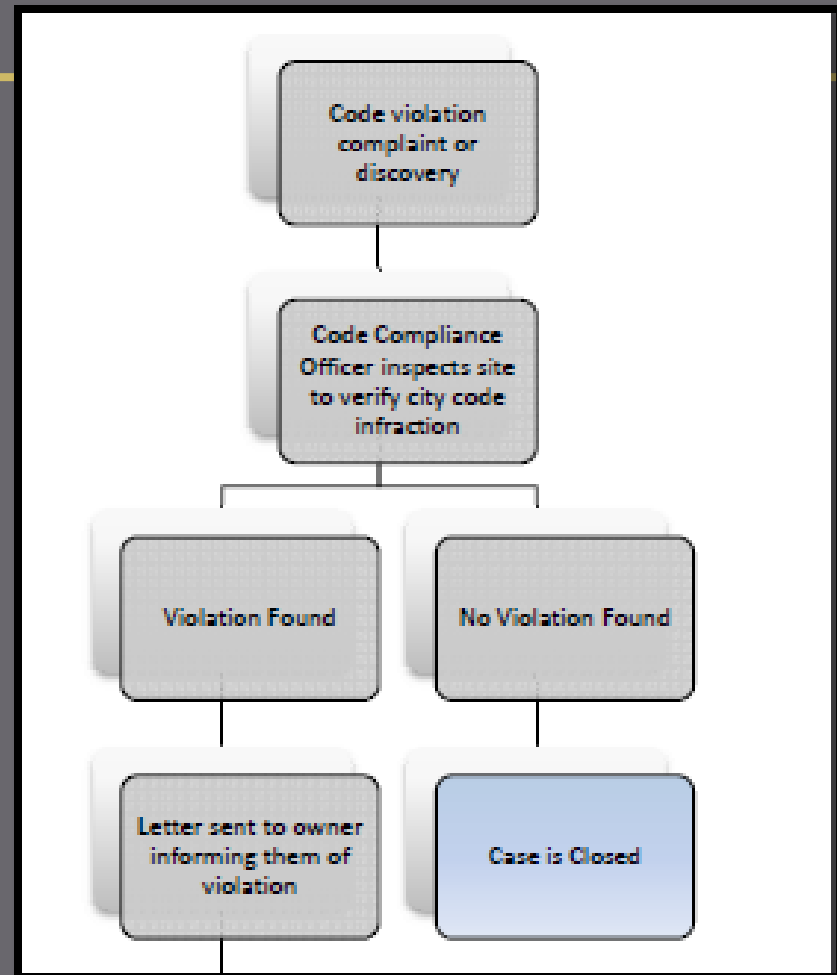 Code violation
complaint or
discovery
Code Compliance
Officer inspects site
to verify city code
infraction
Violation Found
No Violation Found
Letter sent to owner
informing them of
violation
Case is Closed